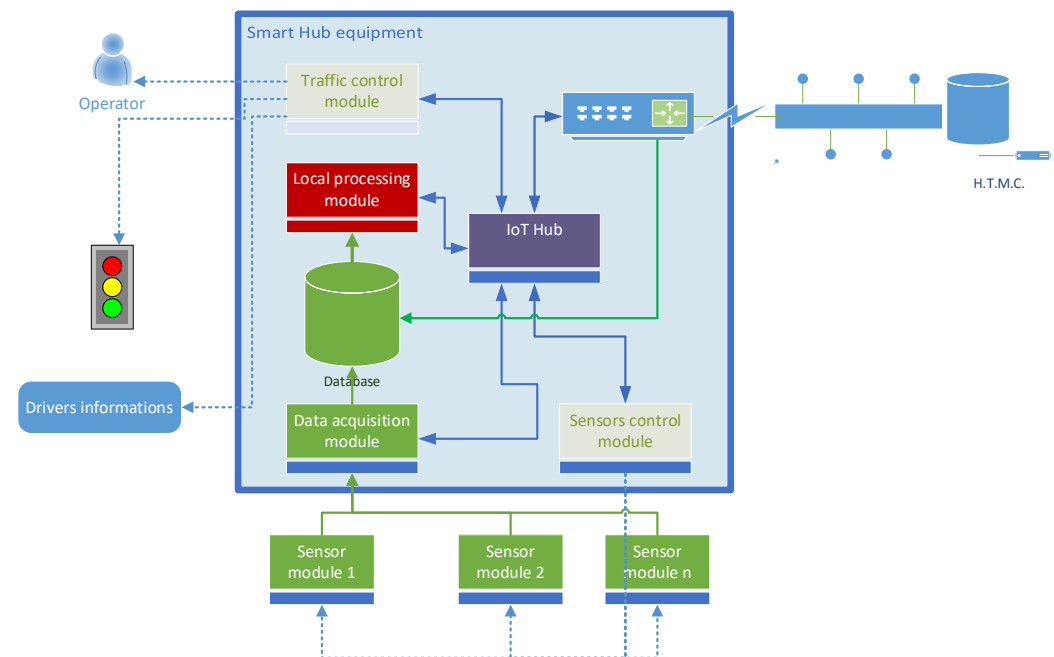 Smart Hub equipment
Operator
Traffic control
module
Local processing
module
IoT Hub
H.T.M.C.
Database
Drivers informations
Data acquisition
module
Sensors control
module
Sensor
module 1
Sensor
module 2
Sensor
module n